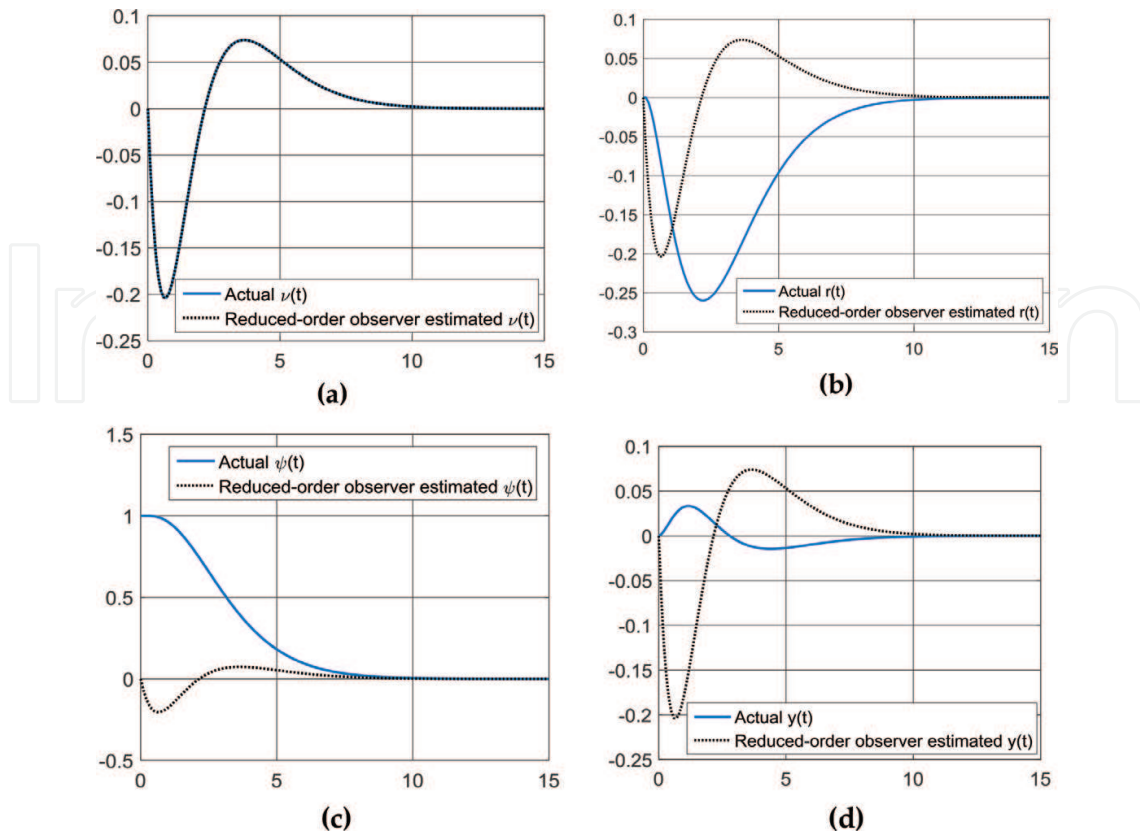 0.1
0.05
0
-0.05
-0.1
-0.15
-0.2
-0.25
0 5 10 15
Actual ν(t)
Reduced-order observer estimated ν(t)
(a)
0.1
0.05
0
-0.05
-0.1
-0.15
-0.2
-0.25
-0.3
0 5 10 15
Actual r(t)
Reduced-order observer estimated r(t)
(b)
1.5
1
0.5
0
-0.5
0 5 10 15
Actual ψ(t)
Reduced-order observer estimated ψ(t)
(c)
0.1
0.05
0
-0.05
-0.1
-0.15
-0.2
-0.25
0 5 10 15
Actual y(t)
Reduced-order observer estimated y(t)
(d)